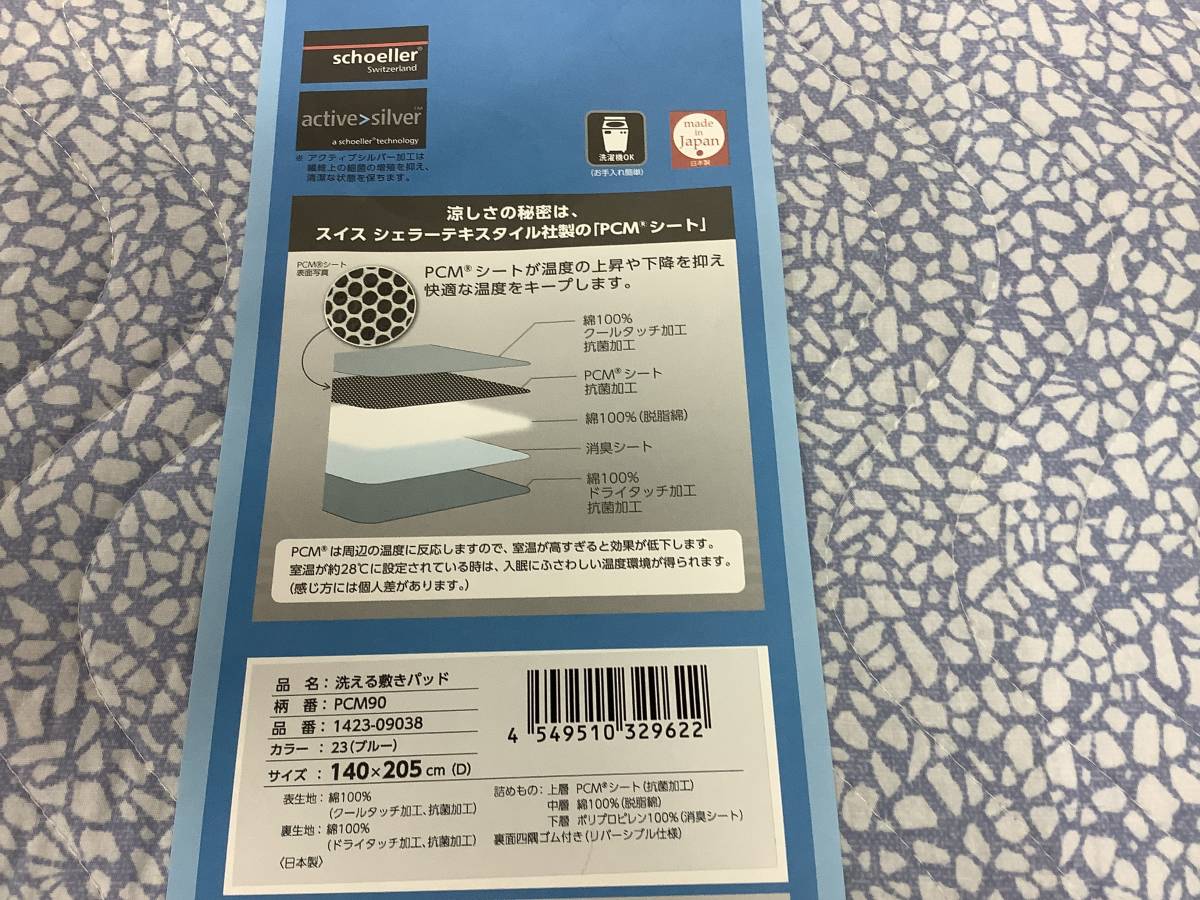 schoeller®
Switzerland
active>silver™
a schoeller® technology
※ アクティブシルバー加工は
繊維上の細菌の増殖を抑え、
清潔な状態を保ちます。
洗濯機OK
(お手入れ簡単)
made
in
Japan
日本製
涼しさの秘密は、
スイス シェラーテキスタイル社製の「PCM®シート」
PCM®シート
表面写真
PCM®シートが温度の上昇や下降を抑え
快適な温度をキープします。
綿100%
クールタッチ加工
抗菌加工
PCM®シート
抗菌加工
綿100%(脱脂綿)
消臭シート
綿100%
ドライタッチ加工
抗菌加工
PCM®は周辺の温度に反応しますので、室温が高すぎると効果が低下します。
室温が約28℃に設定されている時は、入眠にふさわしい温度環境が得られます。
(感じ方には個人差があります。)
品 名:洗える敷きパッド
柄 番:PCM90
品 番:1423-09038
カラー:23(ブルー)
サイズ:140×205cm(D)
4 549510 329622
表生地:綿100%
(クールタッチ加工、抗菌加工)
裏生地:綿100%
(ドライタッチ加工、抗菌加工)
〈日本製〉
詰めもの:上層 PCM®シート(抗菌加工)
中層 綿100%(脱脂綿)
下層 ポリプロピレン100%(消臭シート)
裏面四隅ゴム付き(リバーシブル仕様)